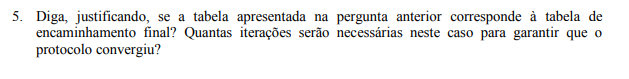 5. Diga, justificando, se a tabela apresentada na pergunta anterior corresponde à tabela de
encaminhamento final? Quantas iterações serão necessárias neste caso para garantir que o
protocolo convergiu?